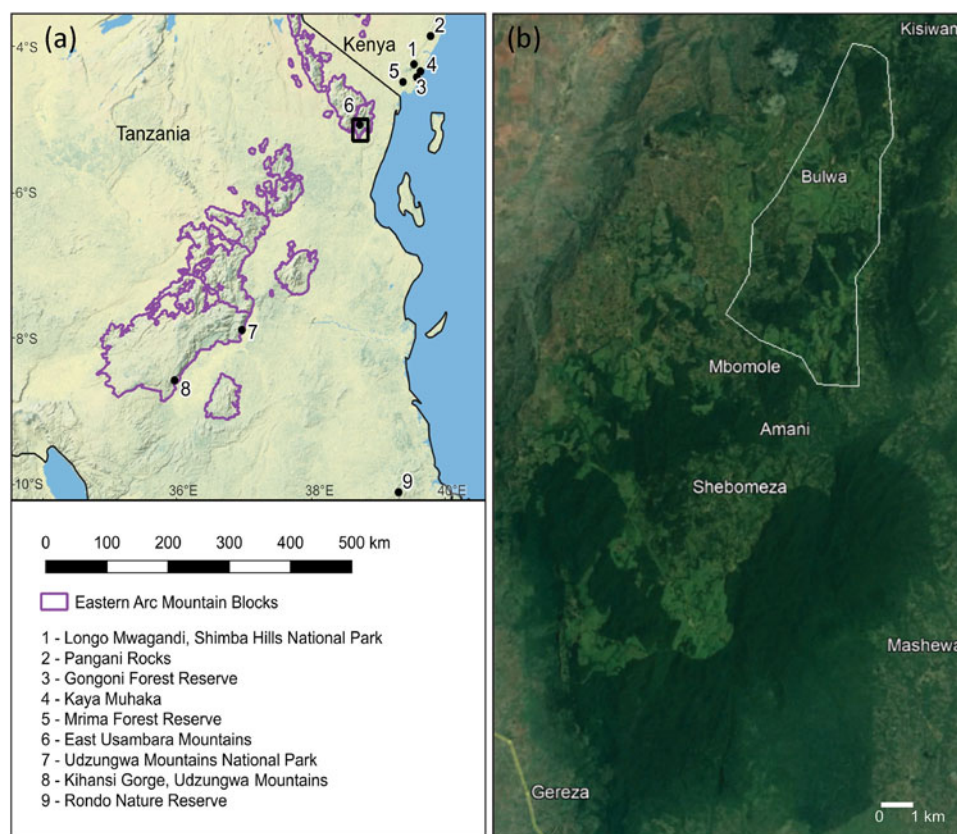 (a)
Kenya
2
1
4
5
3
6
Tanzania
4°S
6°S
8°S
7
8
9
10°S
36°E
38°E
40°E
0 100 200 300 400 500 km
Eastern Arc Mountain Blocks
1 - Longo Mwagandi, Shimba Hills National Park
2 - Pangani Rocks
3 - Gongoni Forest Reserve
4 - Kaya Muhaka
5 - Mrima Forest Reserve
6 - East Usambara Mountains
7 - Udzungwa Mountains National Park
8 - Kihansi Gorge, Udzungwa Mountains
9 - Rondo Nature Reserve
(b)
Kisiwan
Bulwa
Mbomole
Amani
Shebomeza
Mashewa
Gereza
0 1 km